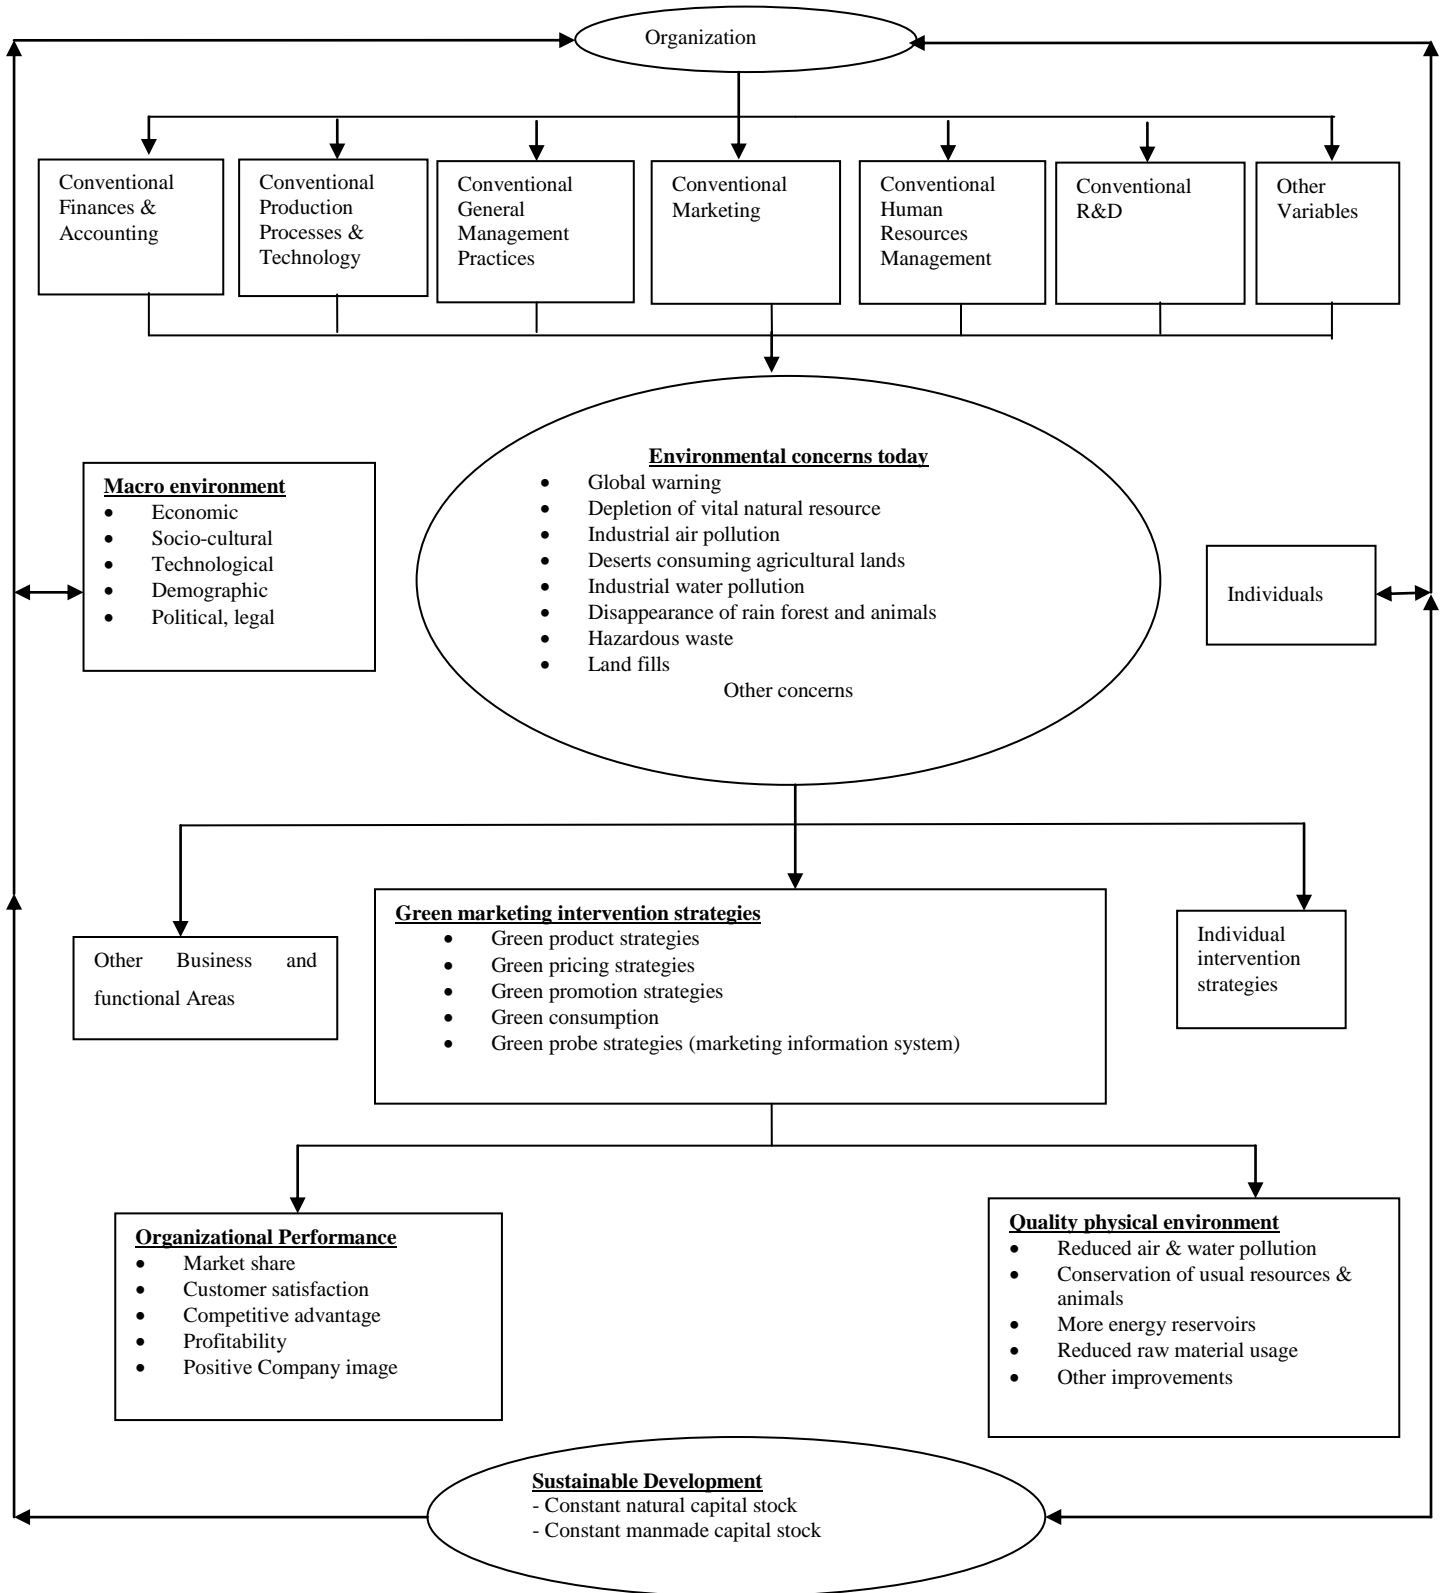 Organization
Conventional
Finances &
Accounting
Conventional
Production
Processes &
Technology
Conventional
General
Management
Practices
Conventional
Marketing
Conventional
Human
Resources
Management
Conventional
R&D
Other
Variables
Environmental concerns today
• Global warning
• Depletion of vital natural resource
• Industrial air pollution
• Deserts consuming agricultural lands
• Industrial water pollution
• Disappearance of rain forest and animals
• Hazardous waste
• Land fills
Other concerns
Macro environment
• Economic
• Socio-cultural
• Technological
• Demographic
• Political, legal
Individuals
Other Business and
functional Areas
Green marketing intervention strategies
• Green product strategies
• Green pricing strategies
• Green promotion strategies
• Green consumption
• Green probe strategies (marketing information system)
Individual
intervention
strategies
Organizational Performance
• Market share
• Customer satisfaction
• Competitive advantage
• Profitability
• Positive Company image
Quality physical environment
• Reduced air & water pollution
• Conservation of usual resources &
animals
• More energy reservoirs
• Reduced raw material usage
• Other improvements
Sustainable Development
- Constant natural capital stock
- Constant manmade capital stock